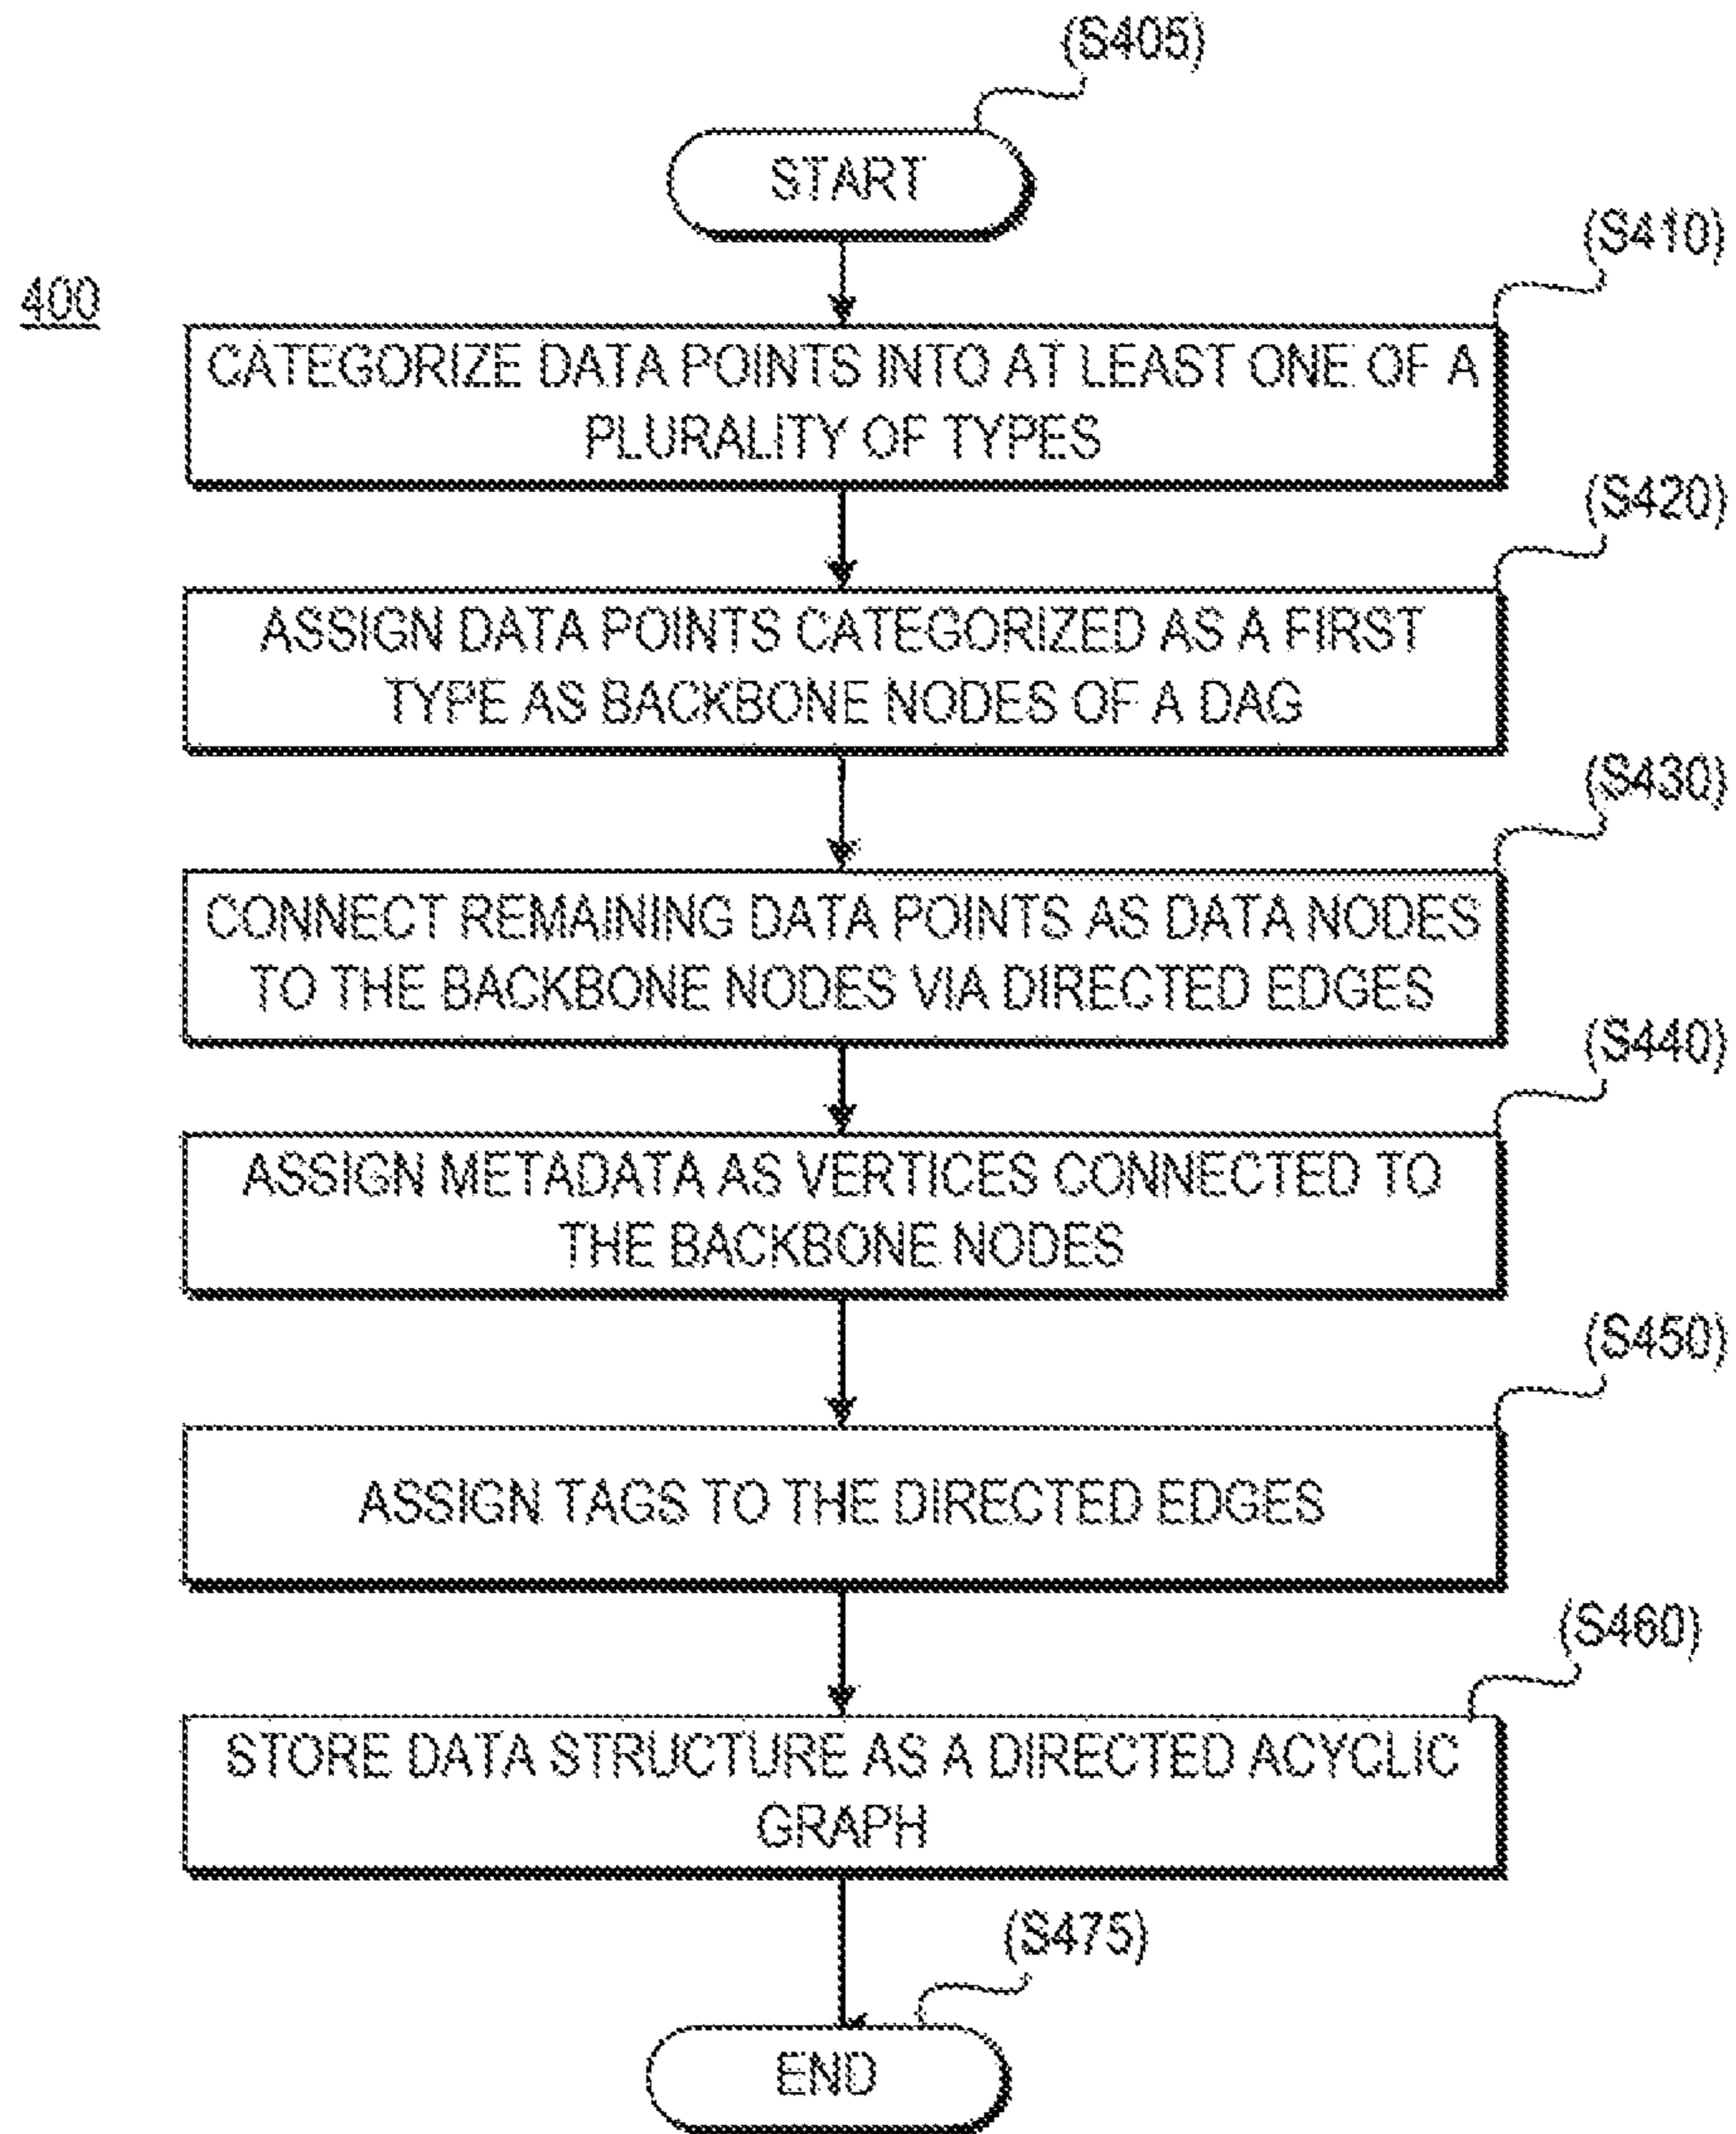 (S405)
START
(S410)
400
CATEGORIZE DATA POINTS INTO AT LEAST ONE OF A
PLURALITY OF TYPES
(S420)
ASSIGN DATA POINTS CATEGORIZED AS A FIRST
TYPE AS BACKBONE NODES OF A DAG
(S430)
CONNECT REMAINING DATA POINTS AS DATA NODES
TO THE BACKBONE NODES VIA DIRECTED EDGES
(S440)
ASSIGN METADATA AS VERTICES CONNECTED TO
THE BACKBONE NODES
(S450)
ASSIGN TAGS TO THE DIRECTED EDGES
(S460)
STORE DATA STRUCTURE AS A DIRECTED ACYCLIC
GRAPH
(S475)
END